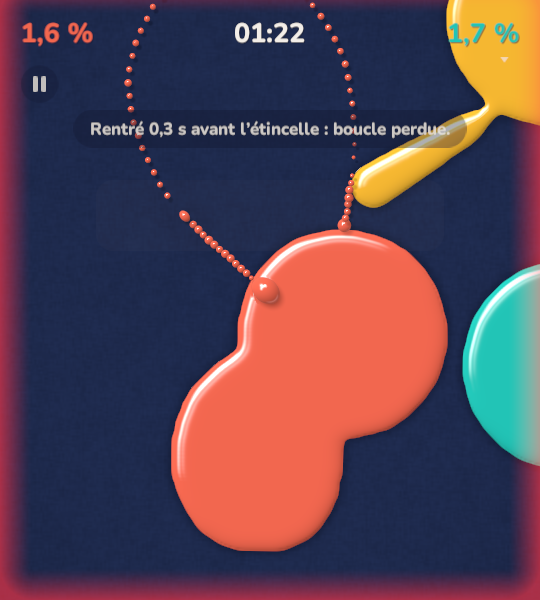 1,6 %
01:22
1,7 %
Rentré 0,3 s avant l’étincelle : boucle perdue.